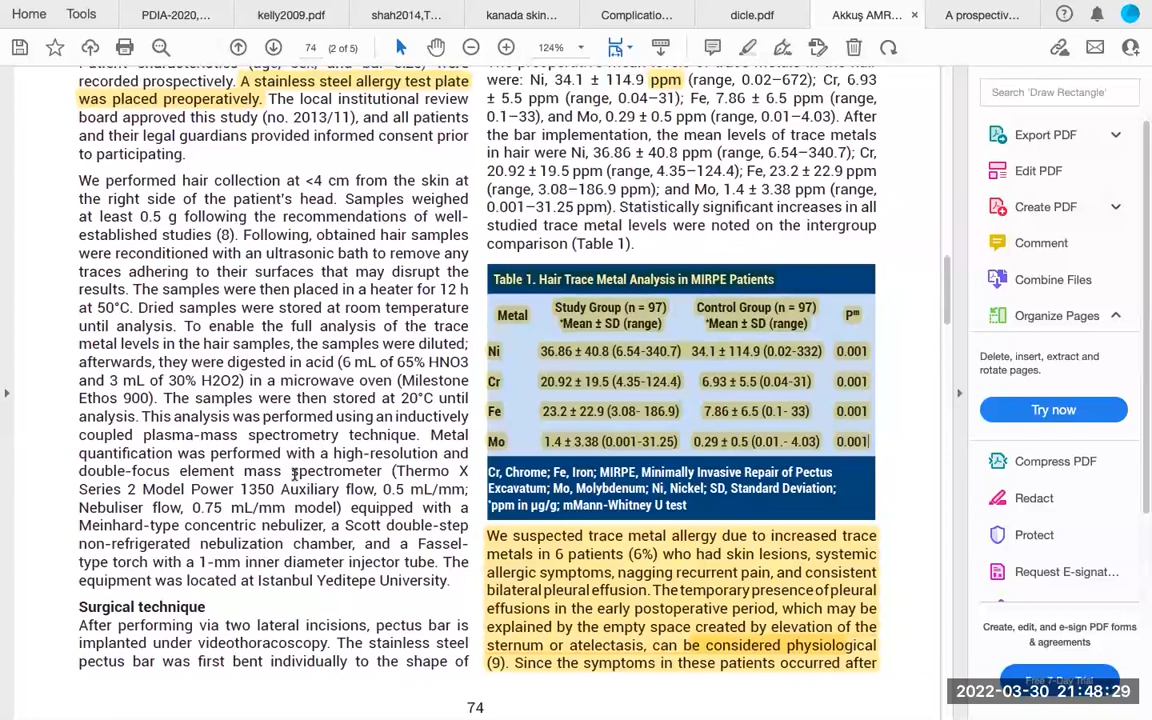 Home
Tools
PDIA-2020,...
kelly2009.pdf
shah2014,T...
kanada skin...
Complicatio...
dicle.pdf
Akkuş AMR...
A prospectiv...
74 (2 of 5)
124%
recorded prospectively. A stainless steel allergy test plate
was placed preoperatively. The local institutional review
board approved this study (no. 2013/11), and all patients
and their legal guardians provided informed consent prior
to participating.
We performed hair collection at <4 cm from the skin at
the right side of the patient's head. Samples weighed
at least 0.5 g following the recommendations of well-
established studies (8). Following, obtained hair samples
were reconditioned with an ultrasonic bath to remove any
traces adhering to their surfaces that may disrupt the
results. The samples were then placed in a heater for 12 h
at 50°C. Dried samples were stored at room temperature
until analysis. To enable the full analysis of the trace
metal levels in the hair samples, the samples were diluted;
afterwards, they were digested in acid (6 mL of 65% HNO3
and 3 mL of 30% H2O2) in a microwave oven (Milestone
Ethos 900). The samples were then stored at 20°C until
analysis. This analysis was performed using an inductively
coupled plasma-mass spectrometry technique. Metal
quantification was performed with a high-resolution and
double-focus element mass spectrometer (Thermo X
Series 2 Model Power 1350 Auxiliary flow, 0.5 mL/mm;
Nebuliser flow, 0.75 mL/mm model) equipped with a
Meinhard-type concentric nebulizer, a Scott double-step
non-refrigerated nebulization chamber, and a Fassel-
type torch with a 1-mm inner diameter injector tube. The
equipment was located at Istanbul Yeditepe University.
Surgical technique
After performing via two lateral incisions, pectus bar is
implanted under videothoracoscopy. The stainless steel
pectus bar was first bent individually to the shape of
were: Ni, 34.1 ± 114.9 ppm (range, 0.02–672); Cr, 6.93
± 5.5 ppm (range, 0.04–31); Fe, 7.86 ± 6.5 ppm (range,
0.1–33), and Mo, 0.29 ± 0.5 ppm (range, 0.01–4.03). After
the bar implementation, the mean levels of trace metals
in hair were Ni, 36.86 ± 40.8 ppm (range, 6.54–340.7); Cr,
20.92 ± 19.5 ppm (range, 4.35–124.4); Fe, 23.2 ± 22.9 ppm
(range, 3.08–186.9 ppm); and Mo, 1.4 ± 3.38 ppm (range,
0.001–31.25 ppm). Statistically significant increases in all
studied trace metal levels were noted on the intergroup
comparison (Table 1).
Table 1. Hair Trace Metal Analysis in MIRPE Patients
Metal
Study Group (n = 97)
*Mean ± SD (range)
Control Group (n = 97)
*Mean ± SD (range)
Pᵐ
Ni 36.86 ± 40.8 (6.54-340.7) 34.1 ± 114.9 (0.02-332) 0.001
Cr 20.92 ± 19.5 (4.35-124.4) 6.93 ± 5.5 (0.04-31) 0.001
Fe 23.2 ± 22.9 (3.08- 186.9) 7.86 ± 6.5 (0.1- 33) 0.001
Mo 1.4 ± 3.38 (0.001-31.25) 0.29 ± 0.5 (0.01.- 4.03) 0.001
Cr, Chrome; Fe, Iron; MIRPE, Minimally Invasive Repair of Pectus
Excavatum; Mo, Molybdenum; Ni, Nickel; SD, Standard Deviation;
*ppm in µg/g; mMann-Whitney U test
We suspected trace metal allergy due to increased trace
metals in 6 patients (6%) who had skin lesions, systemic
allergic symptoms, nagging recurrent pain, and consistent
bilateral pleural effusion. The temporary presence of pleural
effusions in the early postoperative period, which may be
explained by the empty space created by elevation of the
sternum or atelectasis, can be considered physiological
(9). Since the symptoms in these patients occurred after
74
Search 'Draw Rectangle'
Export PDF
Edit PDF
Create PDF
Comment
Combine Files
Organize Pages
Delete, insert, extract and
rotate pages.
Try now
Compress PDF
Redact
Protect
Request E-signat...
Create, edit, and e-sign PDF forms
& agreements
Free 7-Day Trial
2022-03-30 21:48:29